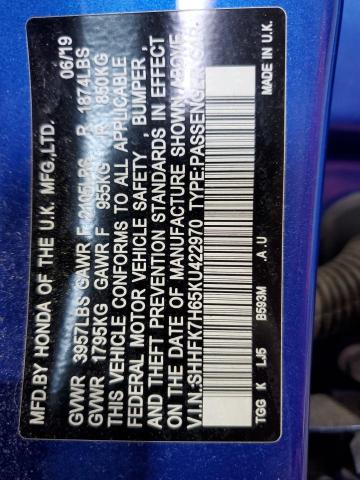 MFD.BY HONDA OF THE U.K. MFG.,LTD. 06/19
GVWR 3957LBS GAWR F 2105LBS R 1874LBS
GVWR 1795KG GAWR F 955KG R 850KG
THIS VEHICLE CONFORMS TO ALL APPLICABLE
FEDERAL MOTOR VEHICLE SAFETY , BUMPER ,
AND THEFT PREVENTION STANDARDS IN EFFECT
ON THE DATE OF MANUFACTURE SHOWN ABOVE.
V.I.N.:SHHFK7H65KU422970 TYPE:PASSENGER CAR
TGG K LJ5 B593M .A.U MADE IN U.K.